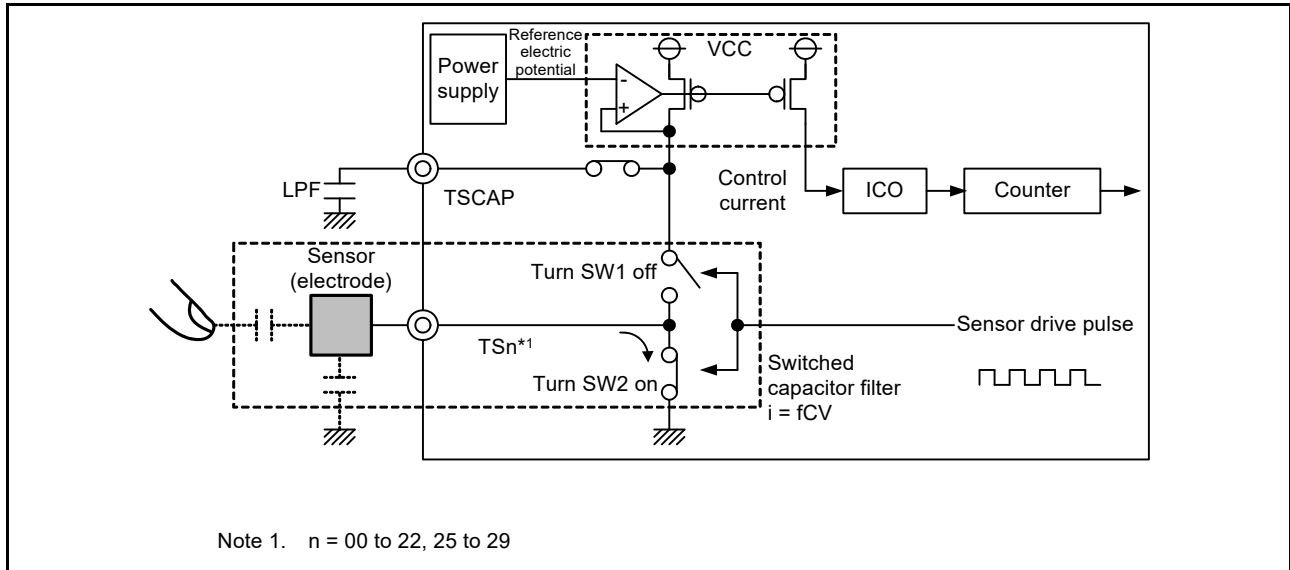 Power
supply
Reference
electric
potential
VCC
-
+
LPF
TSCAP
Control
current
ICO
Counter
Sensor
(electrode)
Turn SW1 off
TSn*1
Turn SW2 on
Sensor drive pulse
Switched
capacitor filter
i = fCV
Note 1. n = 00 to 22, 25 to 29